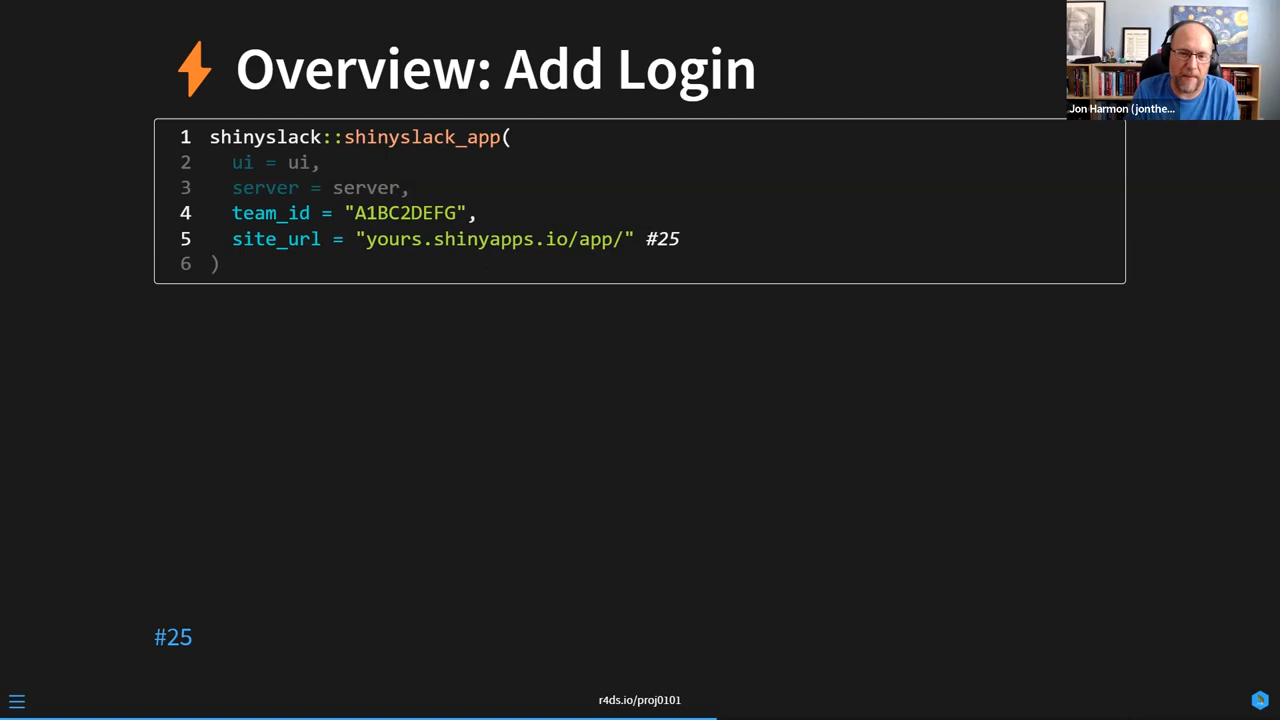 Overview: Add Login
Jon Harmon (jonthe...
1 shinyslack::shinyslack_app(
2 ui = ui,
3 server = server,
4 team_id = "A1BC2DEFG",
5 site_url = "yours.shinyapps.io/app/" #25
6 )
#25
r4ds.io/proj0101